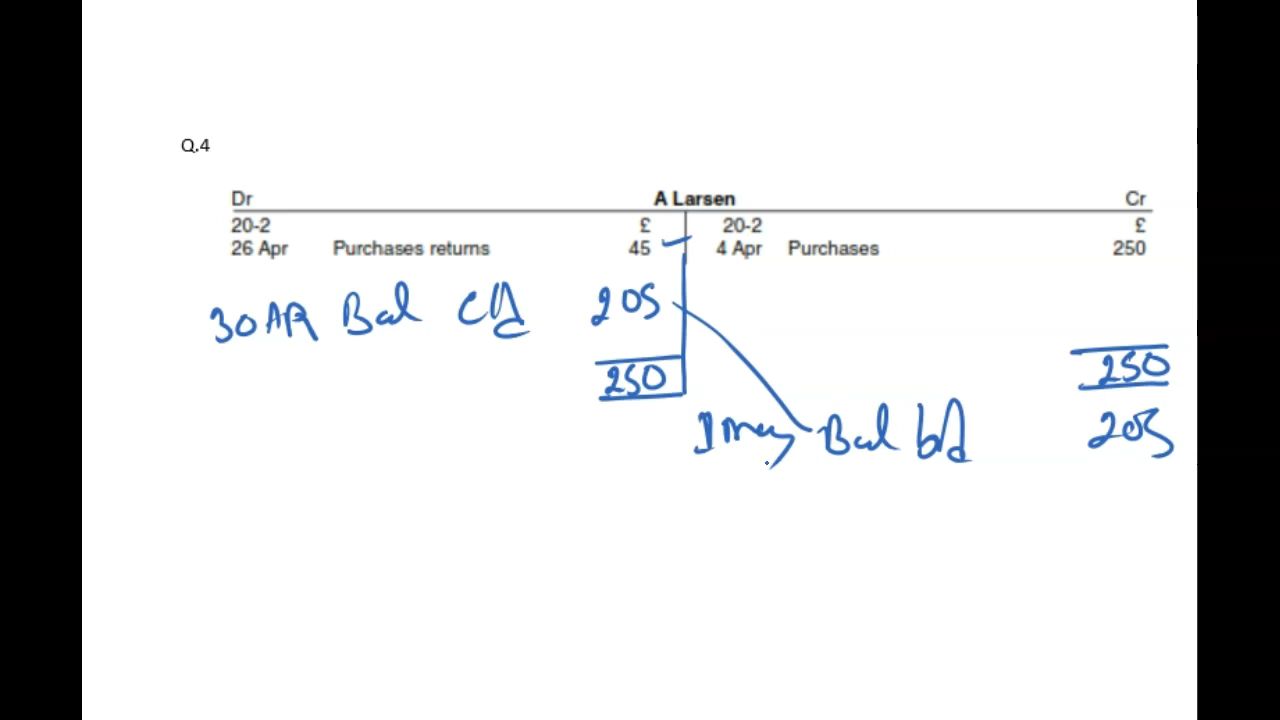 Q.4
Dr A Larsen Cr
20-2 £ 20-2 £
26 Apr Purchases returns 45 4 Apr Purchases 250
30 AP Bal c/d 205
250 250
1 may Bal b/d 205